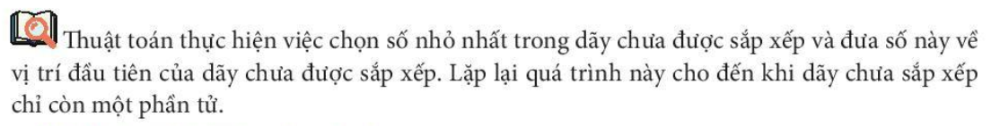 Thuật toán thực hiện việc chọn số nhỏ nhất trong dãy chưa được sắp xếp và đưa số này về
vị trí đầu tiên của dãy chưa được sắp xếp. Lặp lại quá trình này cho đến khi dãy chưa sắp xếp
chỉ còn một phần tử.